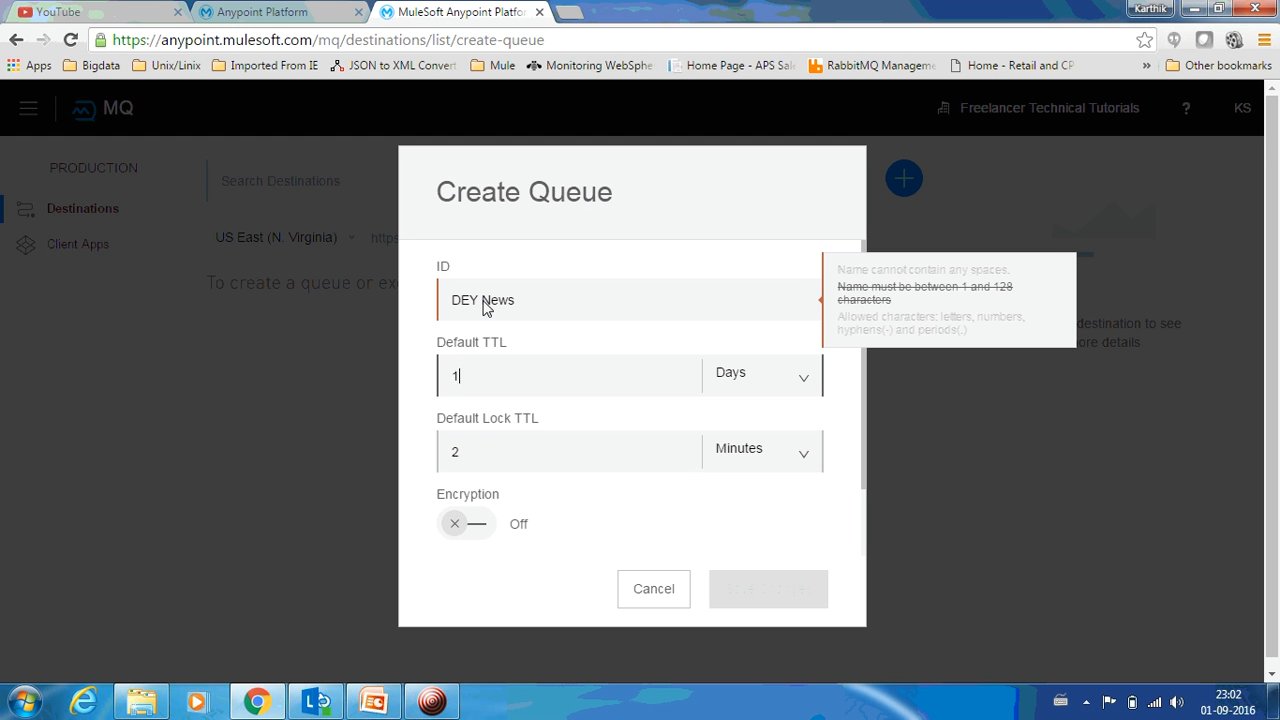 YouTube
Anypoint Platform
MuleSoft Anypoint Platfor
Karthik
https://anypoint.mulesoft.com/mq/destinations/list/create-queue
Apps
Bigdata
Unix/Linix
Imported From IE
JSON to XML Convert
Mule
Monitoring WebSphe
Home Page - APS Sale
RabbitMQ Manageme
Home - Retail and CP
»
Other bookmarks
MQ
Freelancer Technical Tutorials
?
KS
PRODUCTION
Search Destinations
Destinations
US East (N. Virginia)
https
Client Apps
To create a queue or ex
destination to see
ore details
Create Queue
ID
DEY News
Name cannot contain any spaces.
Name must be between 1 and 128
characters
Allowed characters: letters, numbers,
hyphens(-) and periods(.)
Default TTL
1
Days
Default Lock TTL
2
Minutes
Encryption
Off
Cancel
23:02
01-09-2016